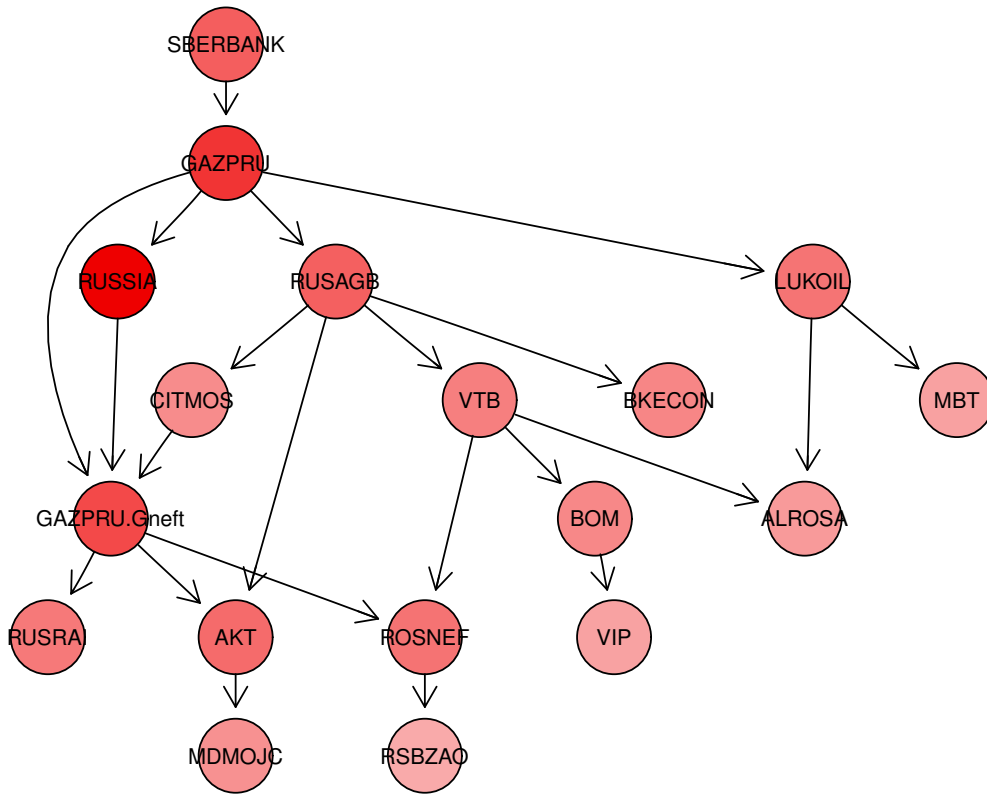 SBERBANK
GAZPRU
RUSSIA
RUSAGB
LUKOIL
CITMOS
VTB
BKECON
MBT
GAZPRU.Gneft
BOM
ALROSA
RUSRAI
AKT
ROSNEF
VIP
MDMOJC
RSBZAO